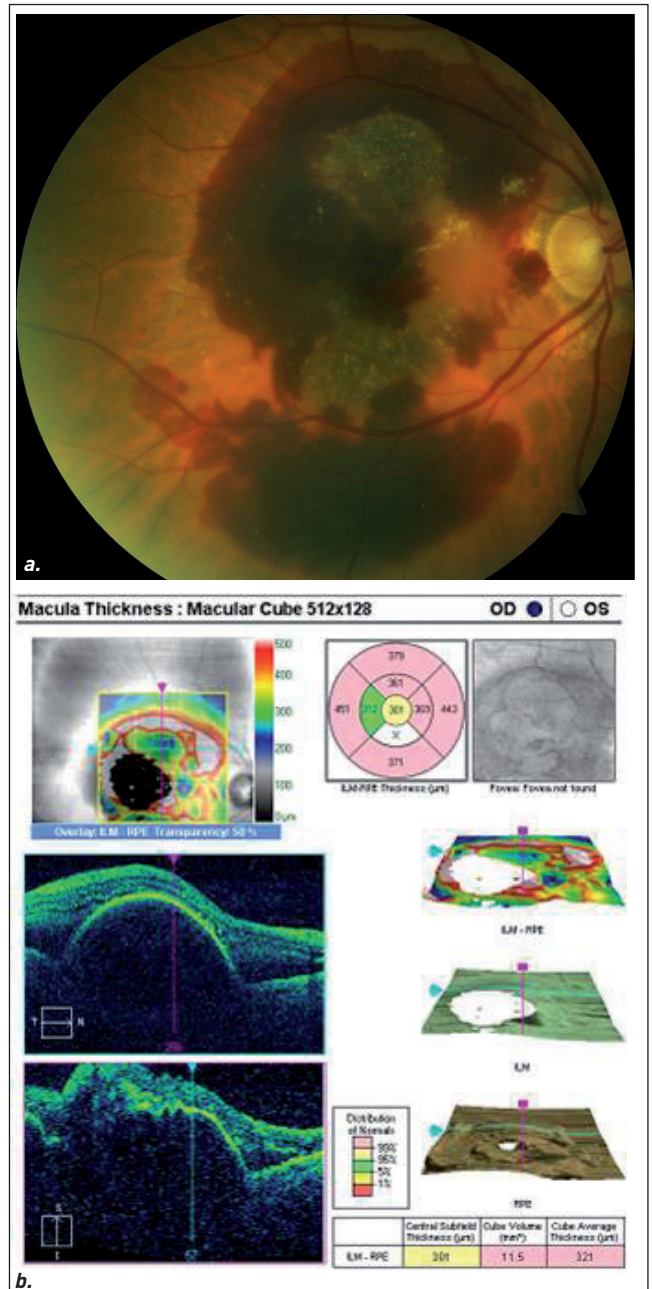 a.
Macula Thickness : Macular Cube 512x128
OD
OS
500
400
300
200
100
0 µm
Overlay: ILM - RPE Transparency: 50 %
379
361
301
443
371
X
ILM-RPE Thickness (µm)
Fovea: Fovea not found
ILM - RPE
ILM
RPE
T
N
S
I
Distribution
of Normals
99%
95%
5%
1%
Central Subfield
Thickness (µm)
Cube Volume
(mm³)
Cube Average
Thickness (µm)
ILM - RPE
301
11.5
321
b.